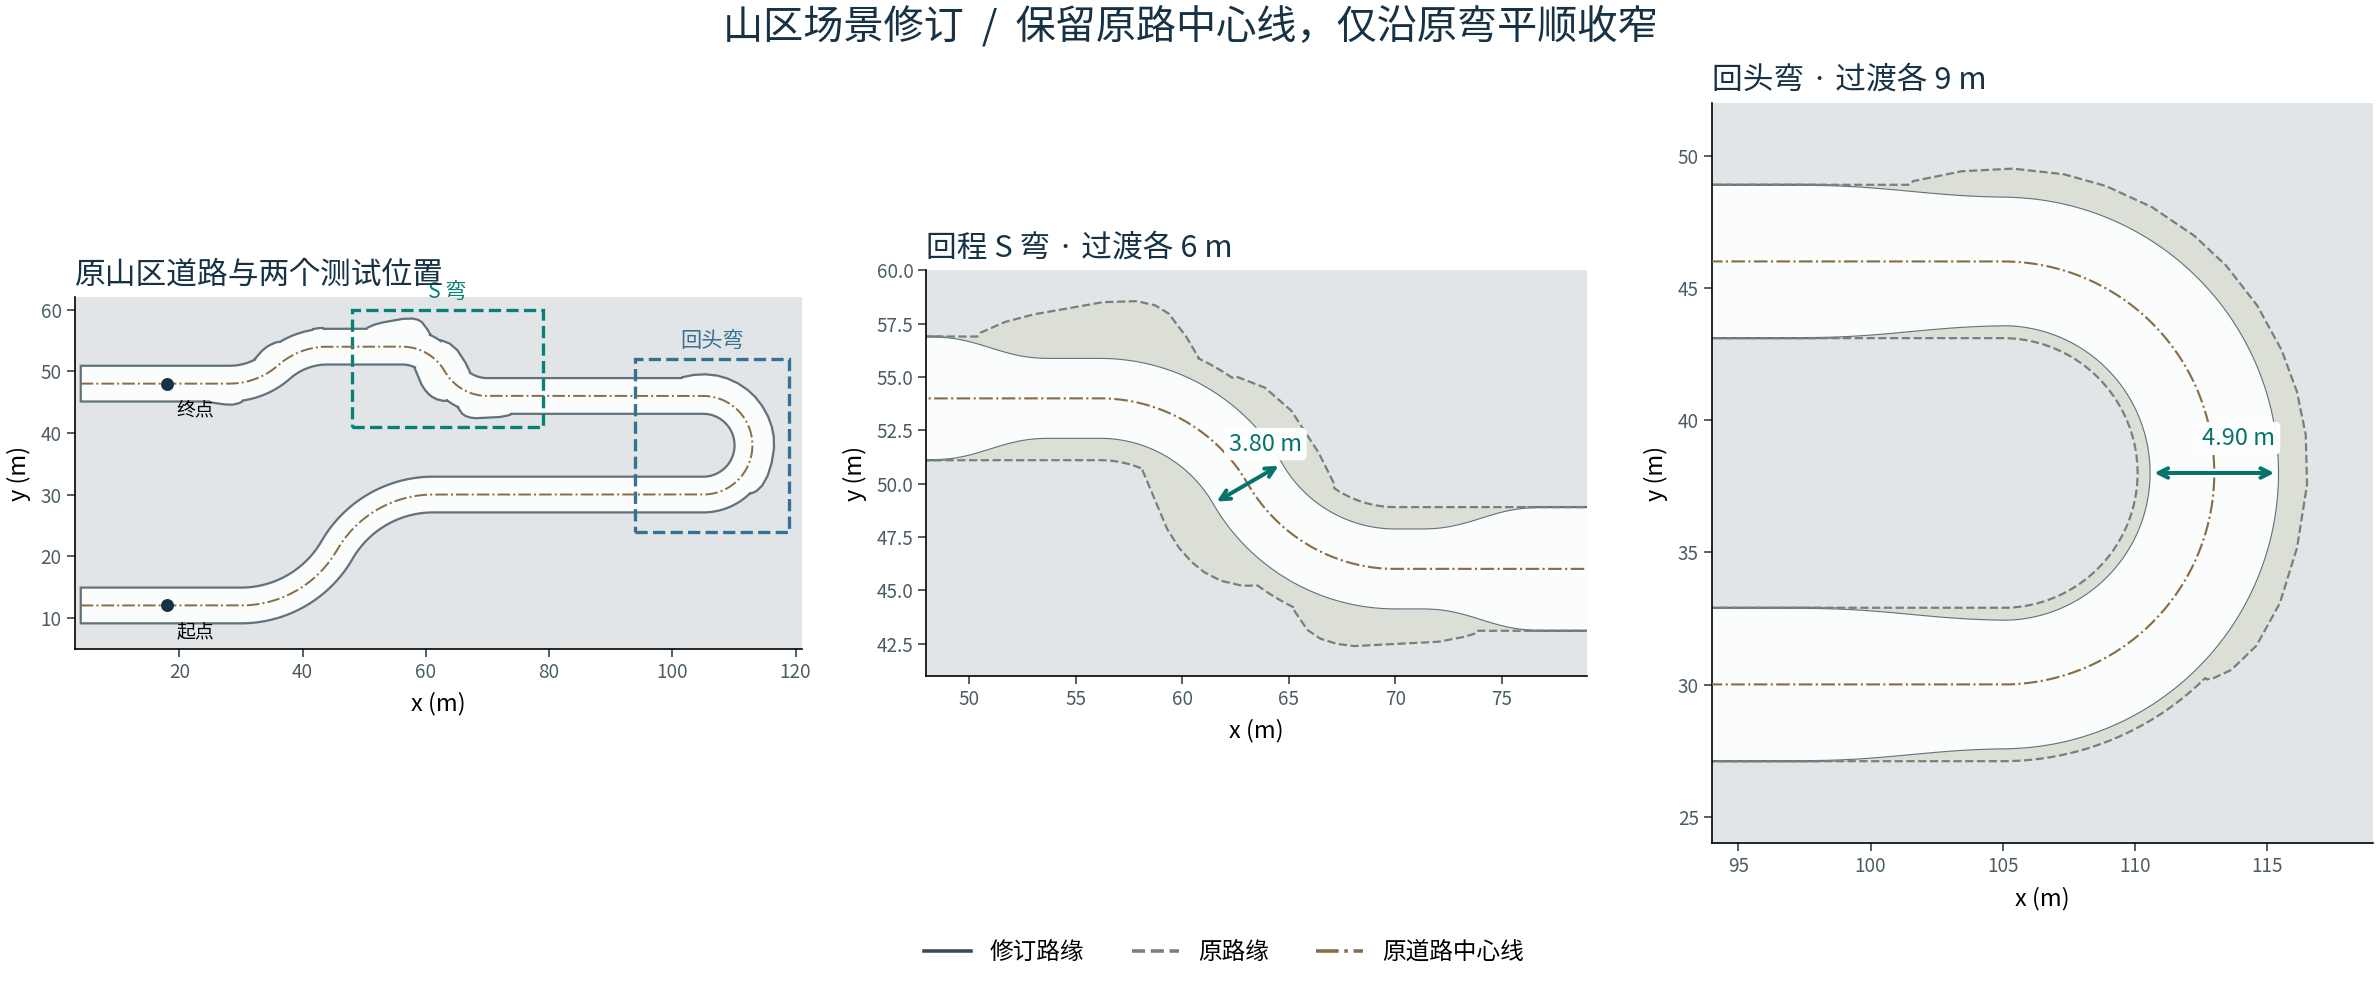 山区场景修订 / 保留原路中心线，仅沿原弯平顺收窄
原山区道路与两个测试位置
S 弯
回头弯
终点
起点
60
50
40
30
20
10
y (m)
20
40
60
80
100
120
x (m)
回程 S 弯 · 过渡各 6 m
60.0
57.5
55.0
52.5
50.0
47.5
45.0
42.5
y (m)
3.80 m
50
55
60
65
70
75
x (m)
回头弯 · 过渡各 9 m
50
45
40
35
30
25
y (m)
4.90 m
95
100
105
110
115
x (m)
修订路缘
原路缘
原道路中心线